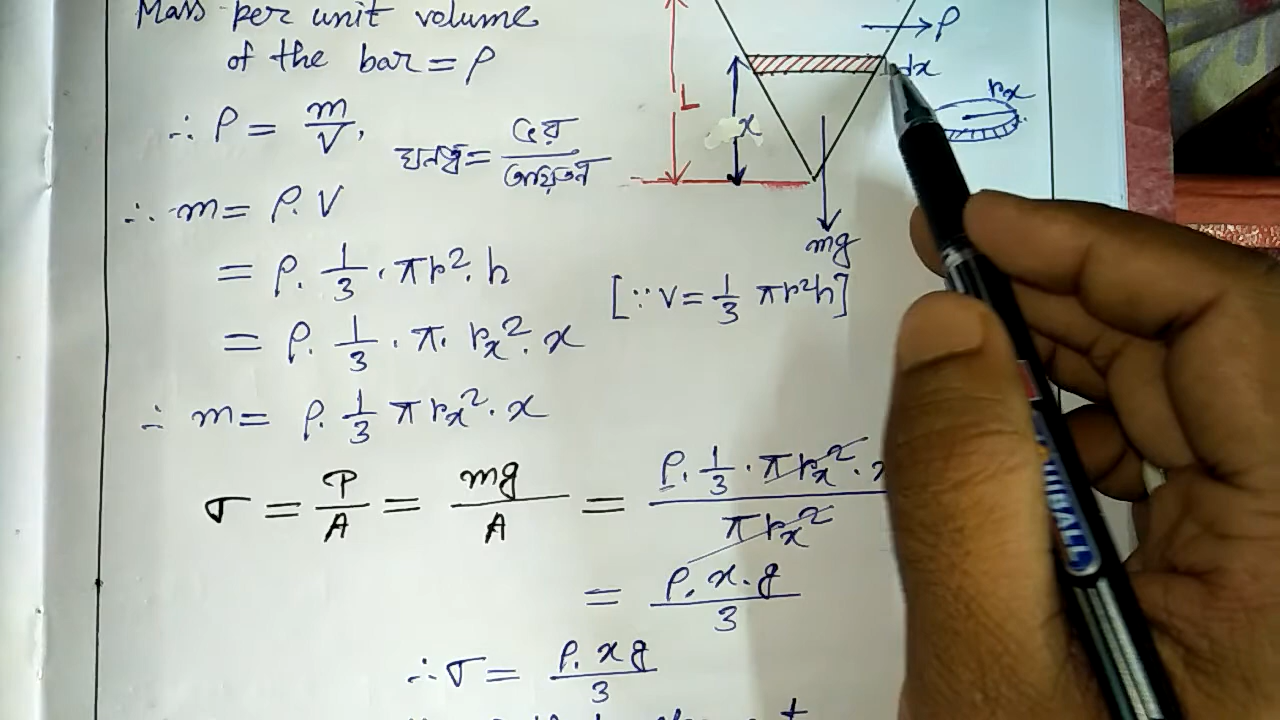 Mass per unit volume
of the bar = ρ
∴ ρ = m/V,
ঘনত্ব = ভর/আয়তন
∴ m = ρ. V
= ρ. 1/3 . πr². h
[∵ V = 1/3 πr²h]
= ρ. 1/3 . π. rₓ². x
∴ m = ρ. 1/3 π rₓ². x
σ = P/A = mg/A = ρ. 1/3 . π rₓ² . x / π rₓ²
= ρ. x. g / 3
∴ σ = ρ. xg / 3
ρ
dx
rₓ
L
x
mg